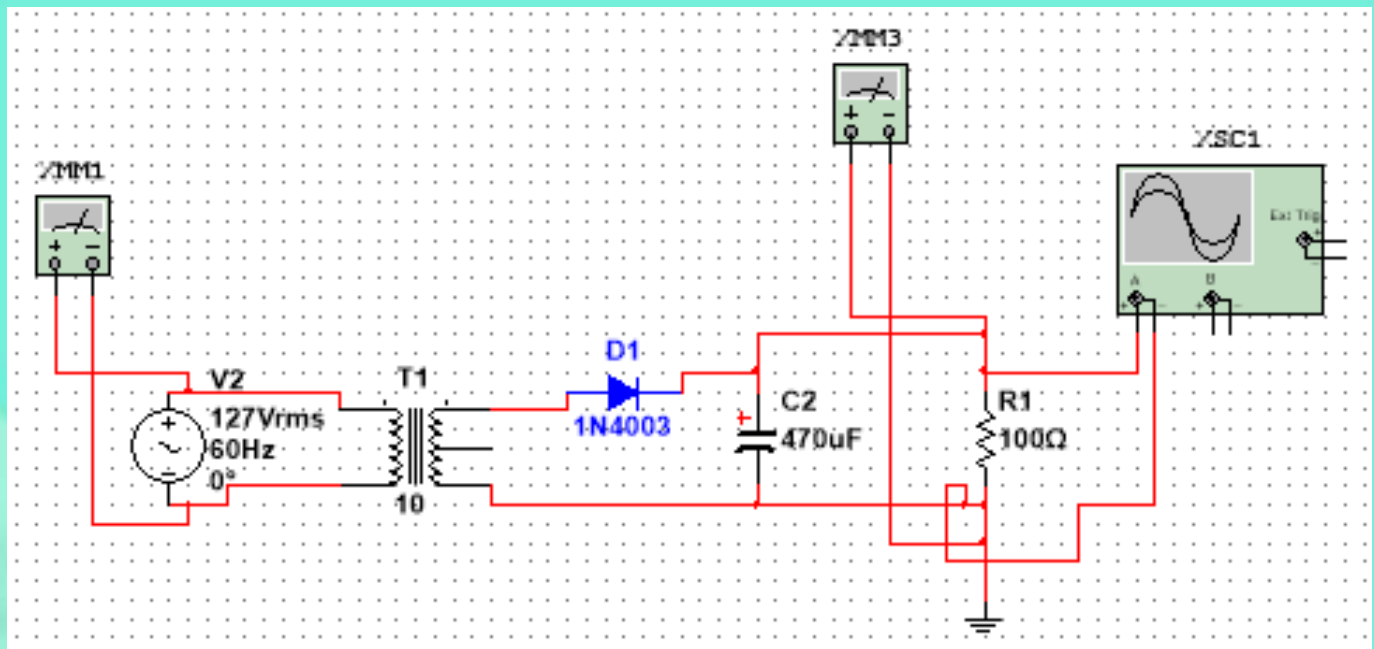 XMM3
XSC1
Ext Trig
+
-
A
B
+ -
+ -
XMM1
+ -
+ -
V2
127Vrms
60Hz
0°
T1
10
D1
1N4003
+
C2
470uF
R1
100Ω